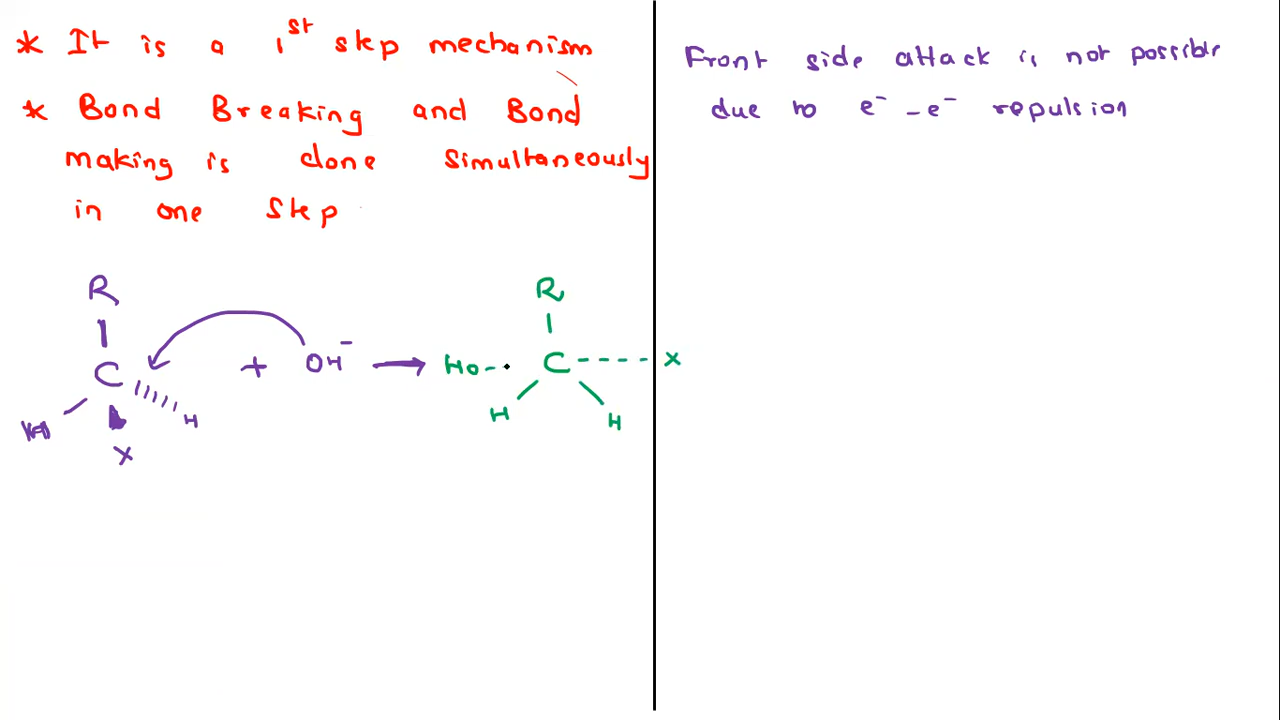 * It is a 1st step mechanism
* Bond Breaking and Bond
making is done simultaneously
in one step
Front side attack is not possible
due to e⁻ - e⁻ repulsion
R
C
H
X
+ OH⁻ →
R
Ho-- C ---- X
H H